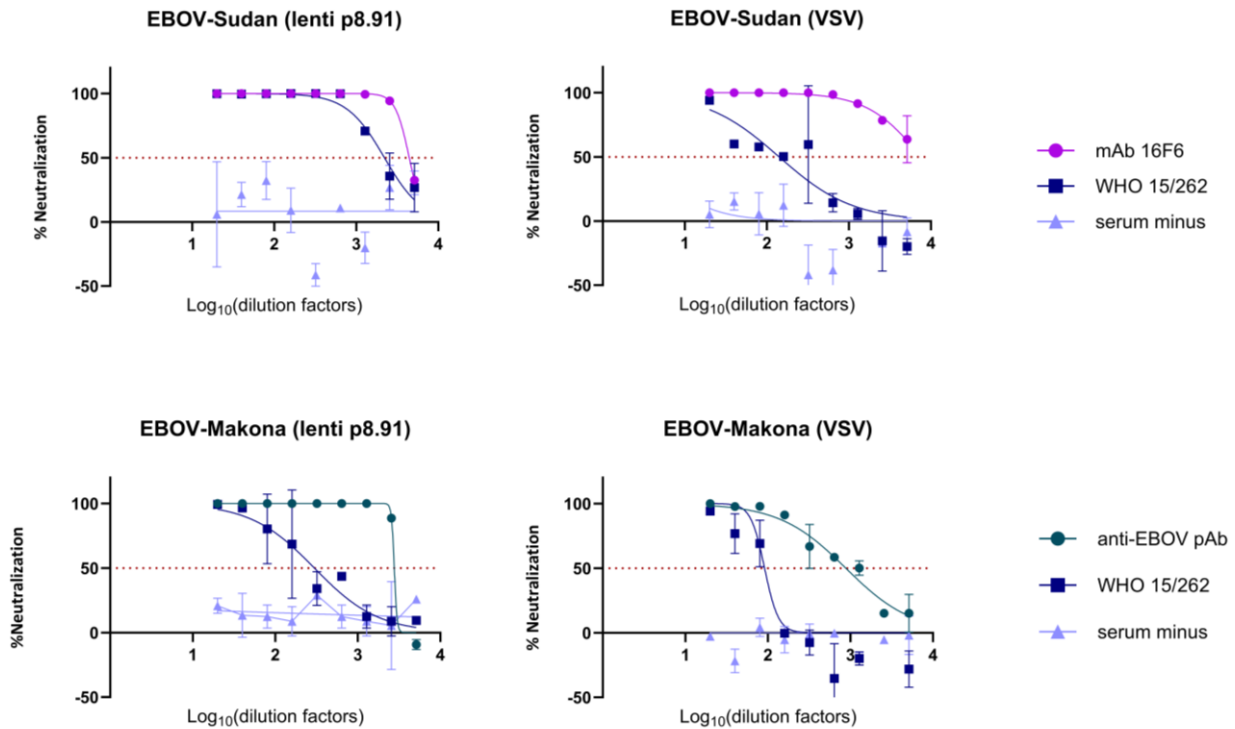 EBOV-Sudan (lenti p8.91)
100
50
0
-50
% Neutralization
1 2 3 4
Log10(dilution factors)
EBOV-Sudan (VSV)
100
50
0
-50
% Neutralization
1 2 3 4
Log10(dilution factors)
mAb 16F6
WHO 15/262
serum minus
EBOV-Makona (lenti p8.91)
100
50
0
-50
%Neutralization
1 2 3 4
Log10(dilution factors)
EBOV-Makona (VSV)
100
50
0
-50
% Neutralization
1 2 3 4
Log10(dilution factors)
anti-EBOV pAb
WHO 15/262
serum minus